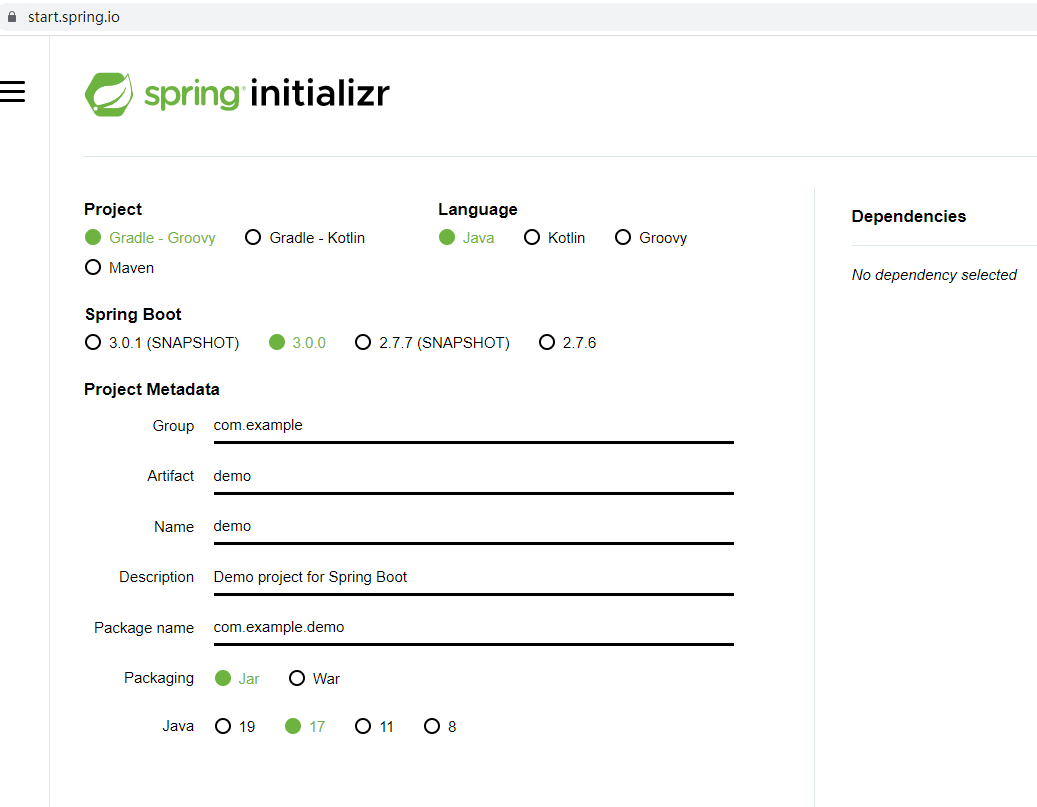 start.spring.io
spring initializr
Project
Gradle - Groovy Gradle - Kotlin
Maven
Language
Java Kotlin Groovy
Spring Boot
3.0.1 (SNAPSHOT) 3.0.0 2.7.7 (SNAPSHOT) 2.7.6
Project Metadata
Group com.example
Artifact demo
Name demo
Description Demo project for Spring Boot
Package name com.example.demo
Packaging Jar War
Java 19 17 11 8
Dependencies
No dependency selected